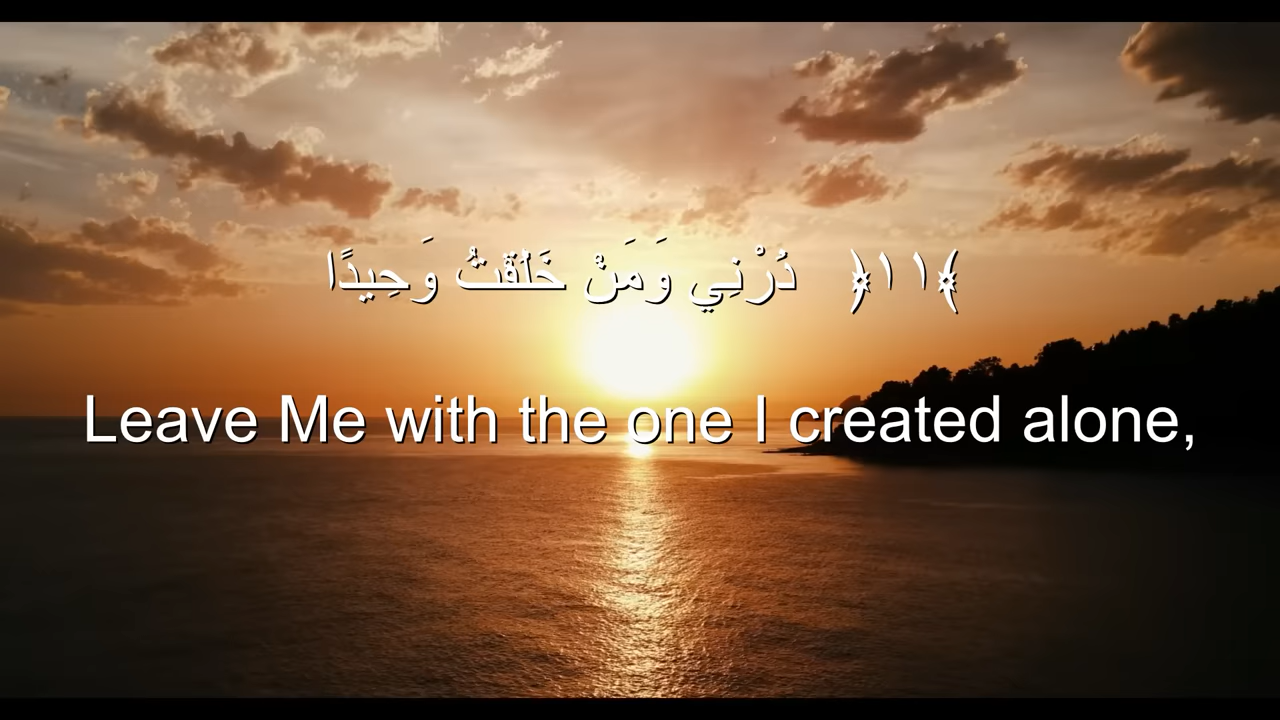 ﴿١١﴾ ذَرْنِي وَمَنْ خَلَقْتُ وَحِيدًا
Leave Me with the one I created alone,